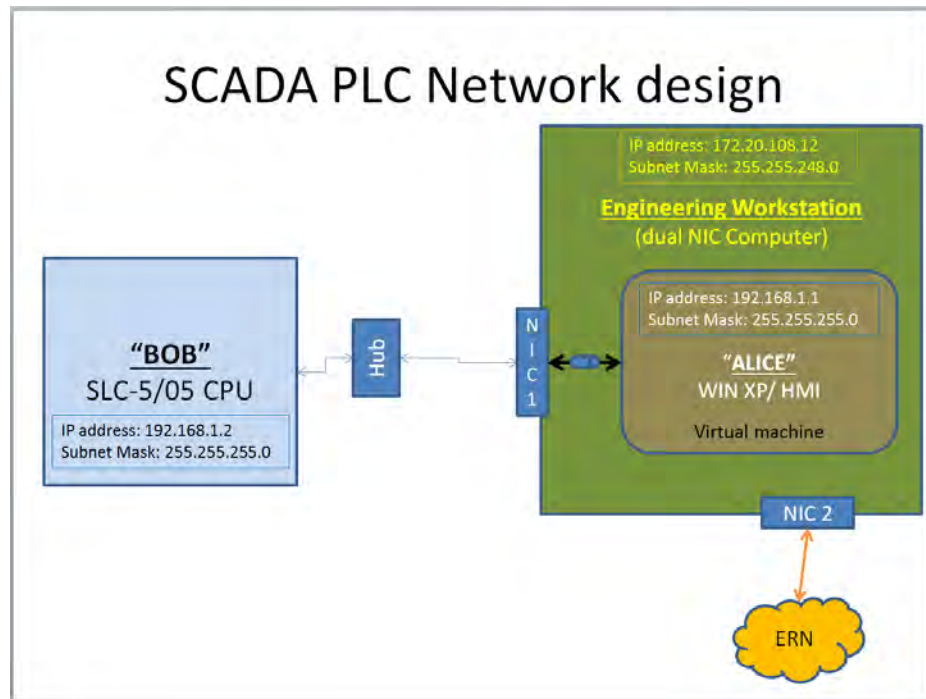 SCADA PLC Network design
IP address: 172.20.108.12
Subnet Mask: 255.255.248.0
Engineering Workstation
(dual NIC Computer)
IP address: 192.168.1.1
Subnet Mask: 255.255.255.0
"ALICE"
WIN XP/ HMI
Virtual machine
NIC 1
Hub
"BOB"
SLC-5/05 CPU
IP address: 192.168.1.2
Subnet Mask: 255.255.255.0
NIC 2
ERN